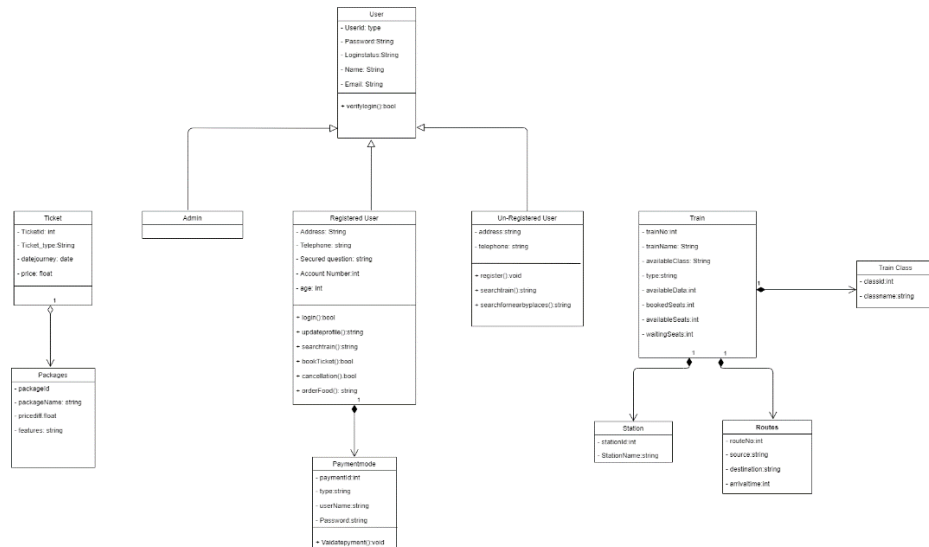 User
- UserId: type
- Password:String
- Loginstatus:String
- Name: String
- Email: String
+ verifylogin():bool
Ticket
- TicketId: int
- Ticket_type:String
- datejourney: date
- price: float
1
Admin
Registered User
- Address: String
- Telephone: string
- Secured question: string
- Account Number:int
- age: int
+ login():bool
+ updateprofile():string
+ searchtrain():string
+ bookTicket():bool
+ cancellation():bool
+ orderFood(): string
1
Un-Registered User
- address:string
- telephone: string
+ register():void
+ searchtrain():string
+ searchfornearbyplaces():string
Train
- trainNo:int
- trainName: String
- availableClass: String
- type:string
- availableData:int
- bookedSeats:int
- availableSeats:int
- waitingSeats:int
1
1
1
Train Class
- classId:int
- classname:string
Packages
- packageId
- packageName: string
- pricediff:float
- features: string
Station
- stationId:int
- StationName:string
Routes
- routeNo:int
- source:string
- destination:string
- arrivaltime:int
Paymentmode
- paymentId:int
- type:string
- userName:string
- Password:string
+ Vaidatepyment():void